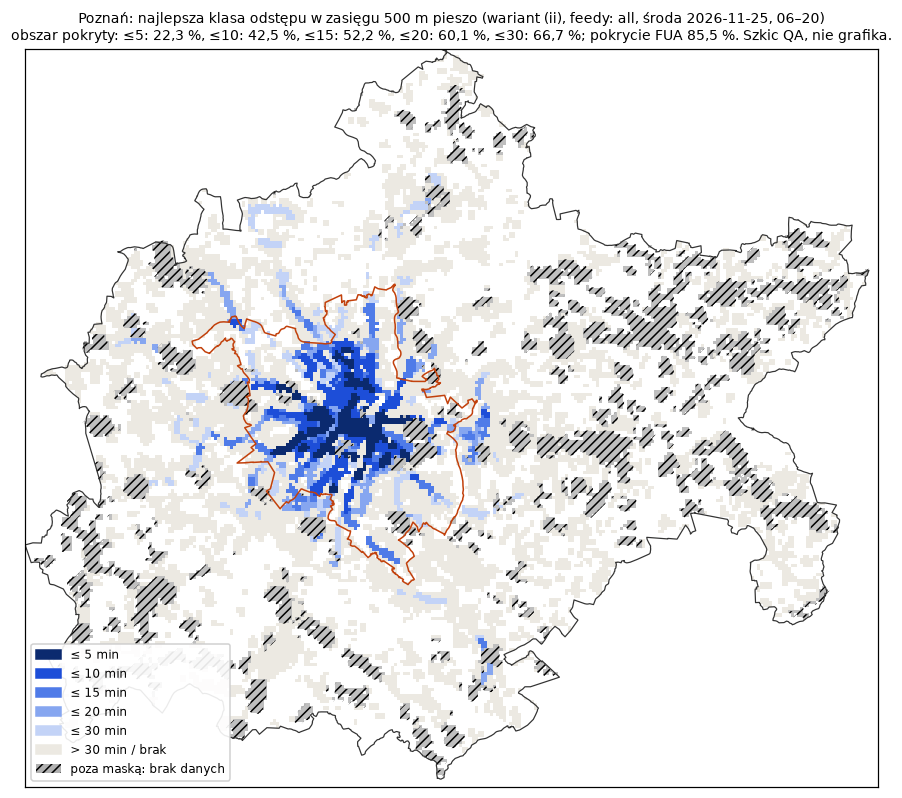 Poznań: najlepsza klasa odstępu w zasięgu 500 m pieszo (wariant (ii), feedy: all, środa 2026-11-25, 06–20)
obszar pokryty: ≤5: 22,3 %, ≤10: 42,5 %, ≤15: 52,2 %, ≤20: 60,1 %, ≤30: 66,7 %; pokrycie FUA 85,5 %. Szkic QA, nie grafika.
≤ 5 min
≤ 10 min
≤ 15 min
≤ 20 min
≤ 30 min
> 30 min / brak
poza maską: brak danych